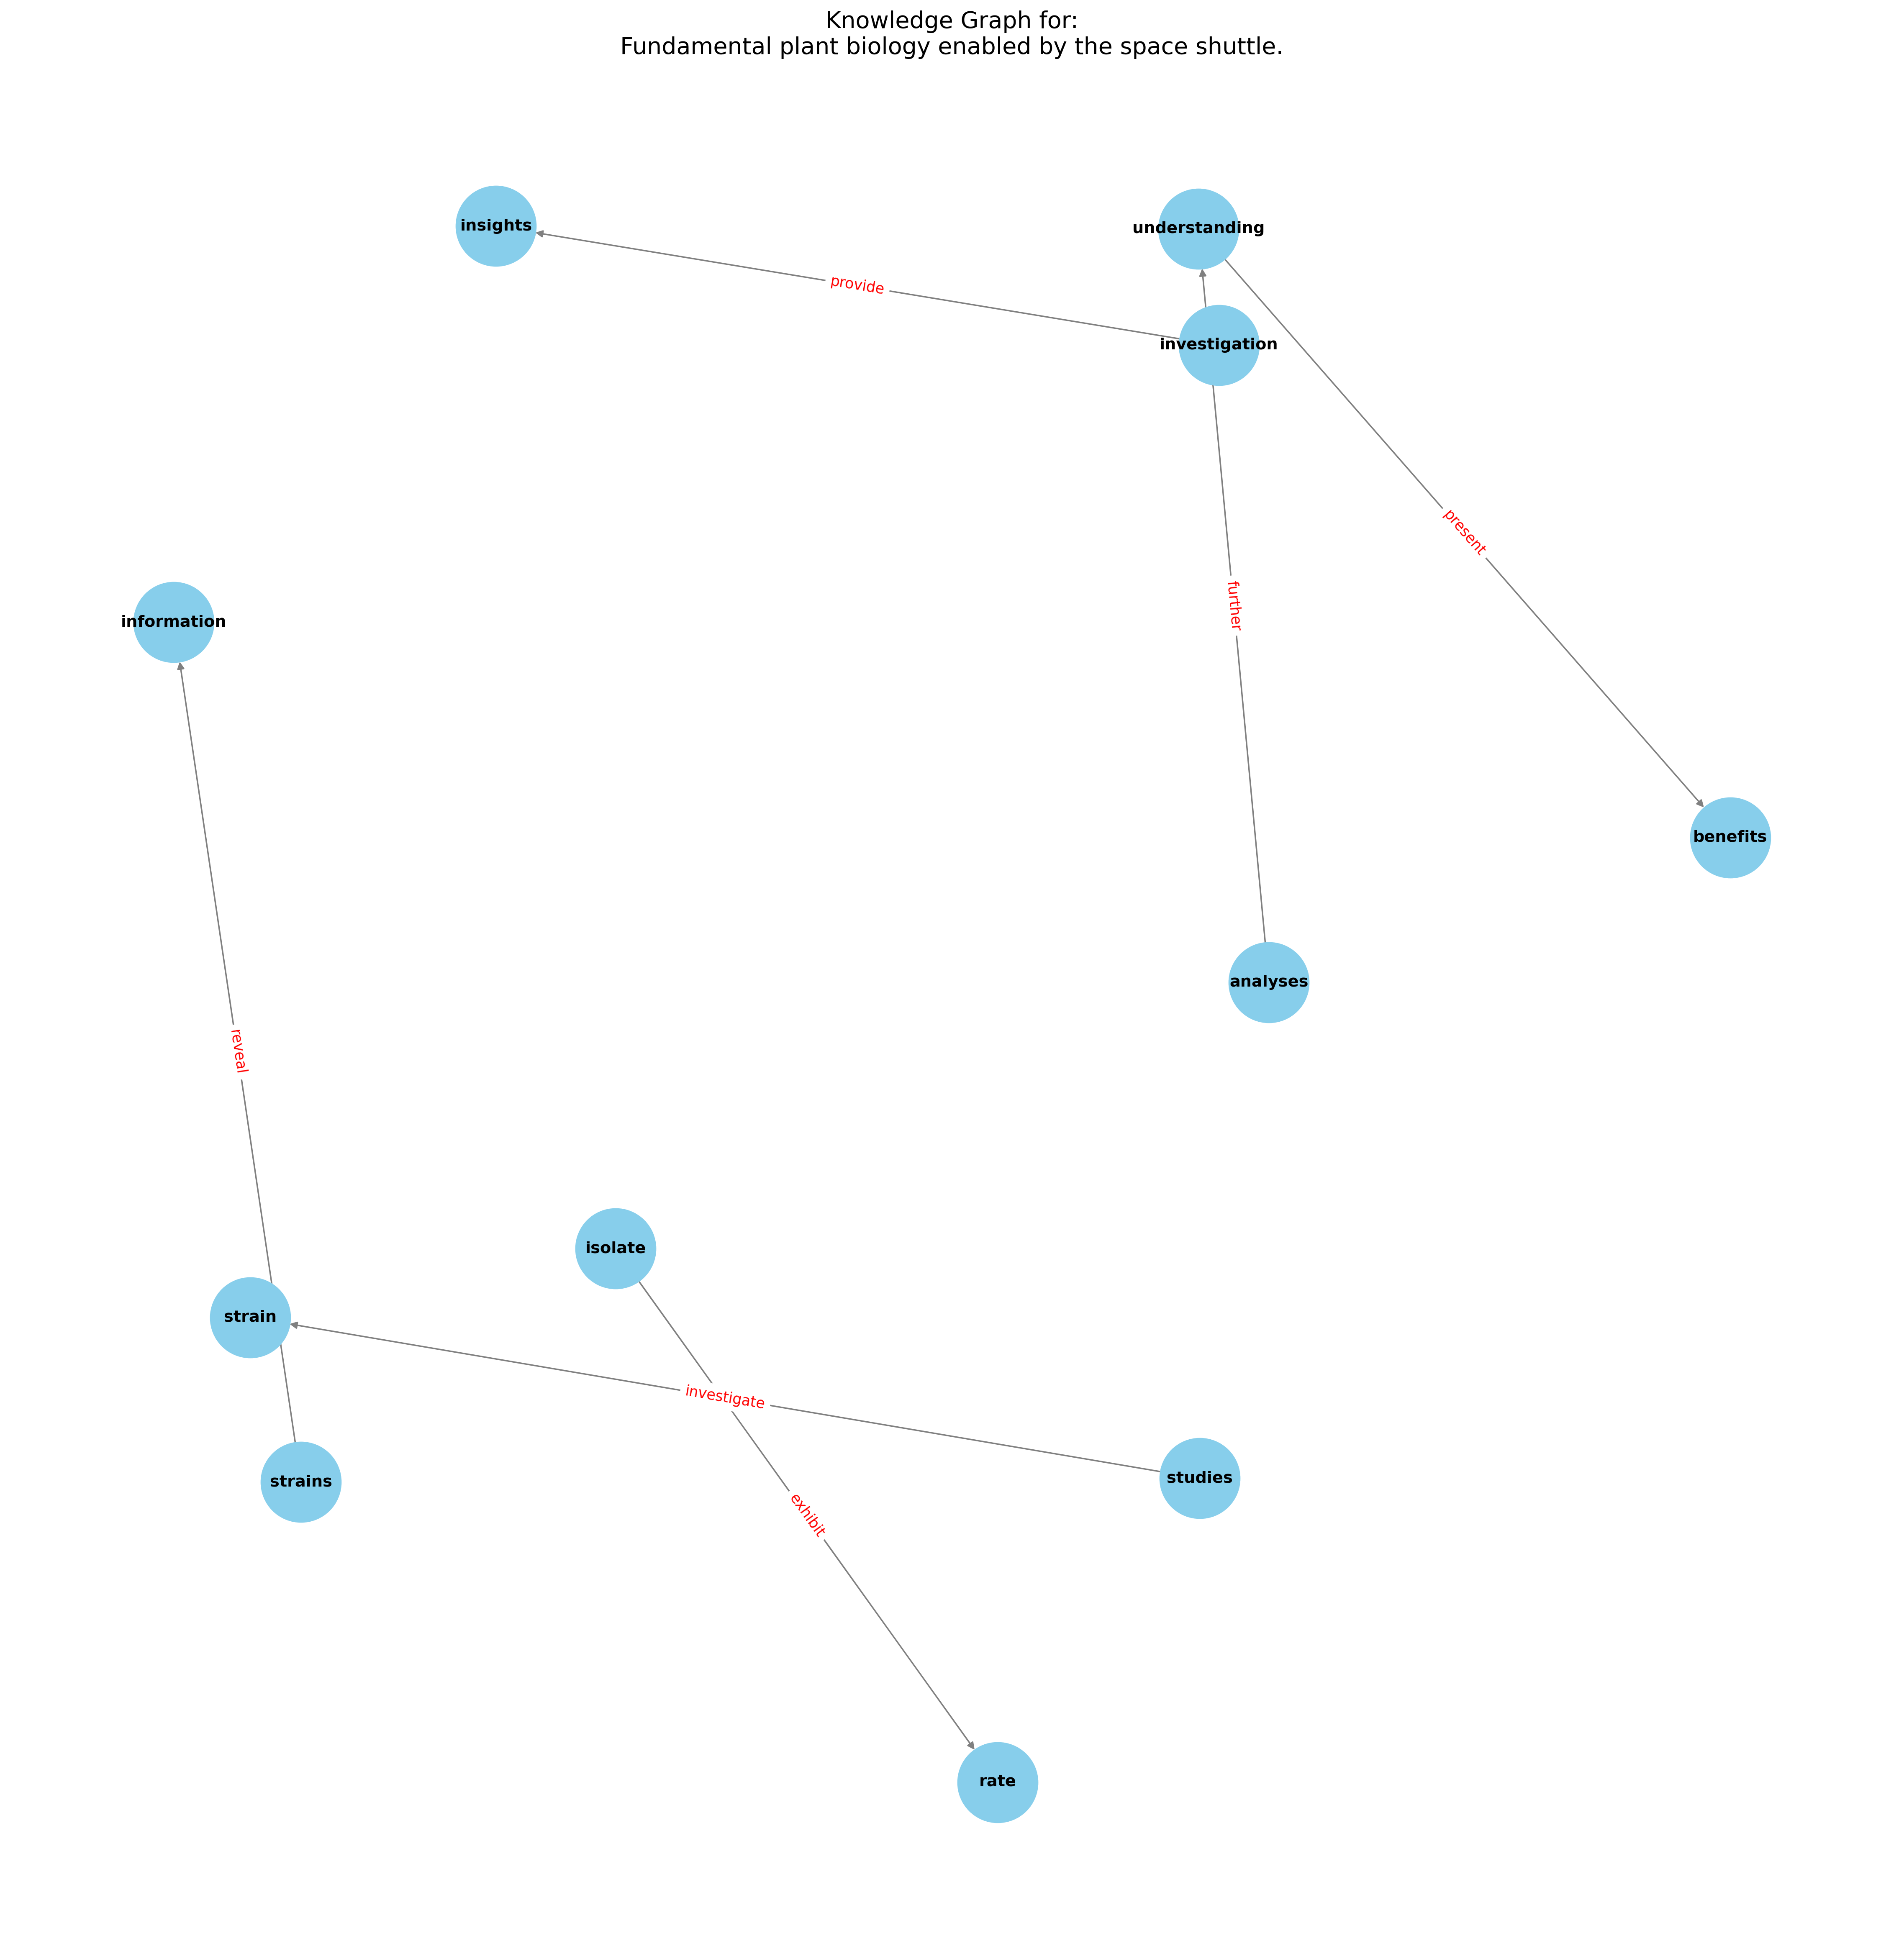 Knowledge Graph for:
Fundamental plant biology enabled by the space shuttle.
insights
understanding
provide
investigation
present
further
information
benefits
analyses
reveal
isolate
strain
investigate
strains
studies
exhibit
rate